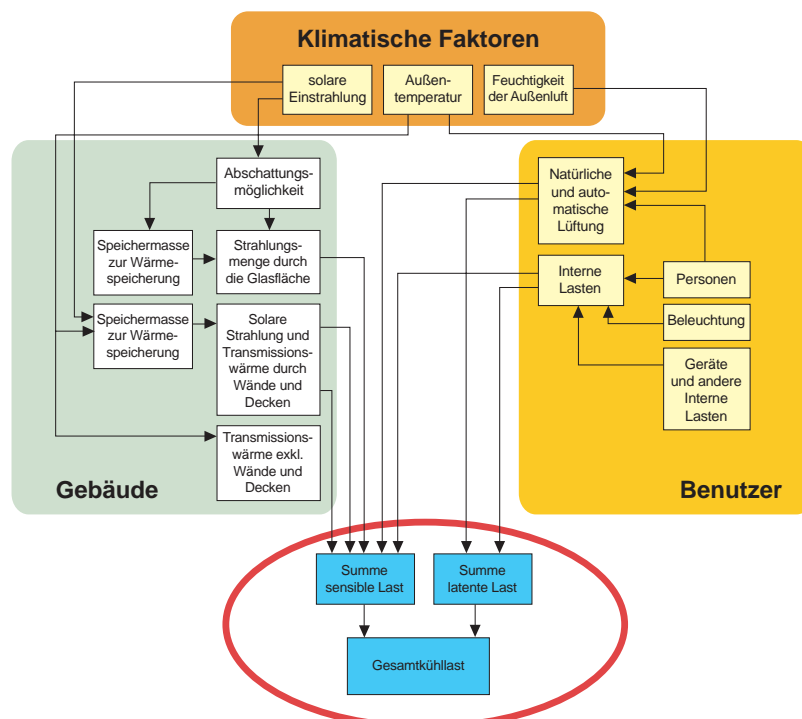 Klimatische Faktoren
solare
Einstrahlung
Außen-
temperatur
Feuchtigkeit
der Außenluft
Abschattungs-
möglichkeit
Speichermasse
zur Wärme-
speicherung
Strahlungs-
menge durch
die Glasfläche
Speichermasse
zur Wärme-
speicherung
Solare
Strahlung und
Transmissions-
wärme durch
Wände und
Decken
Transmissions-
wärme exkl.
Wände und
Decken
Gebäude
Natürliche
und auto-
matische
Lüftung
Interne
Lasten
Personen
Beleuchtung
Geräte
und andere
Interne
Lasten
Benutzer
Summe
sensible Last
Summe
latente Last
Gesamtkühllast